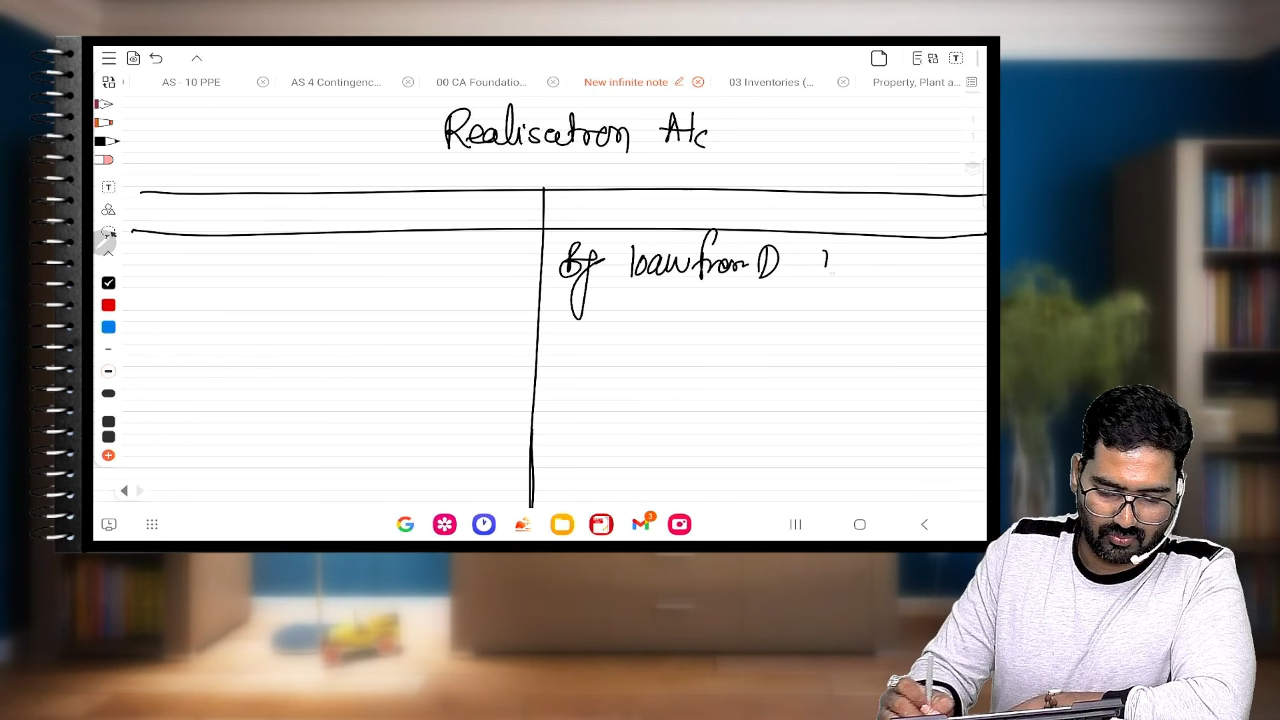 AS - 10 PPE
AS 4 Contingenc...
00 CA Foundatio...
New infinite note
03 Inventories (...
Property, Plant a...
Realisation A/c
By loan from D
3